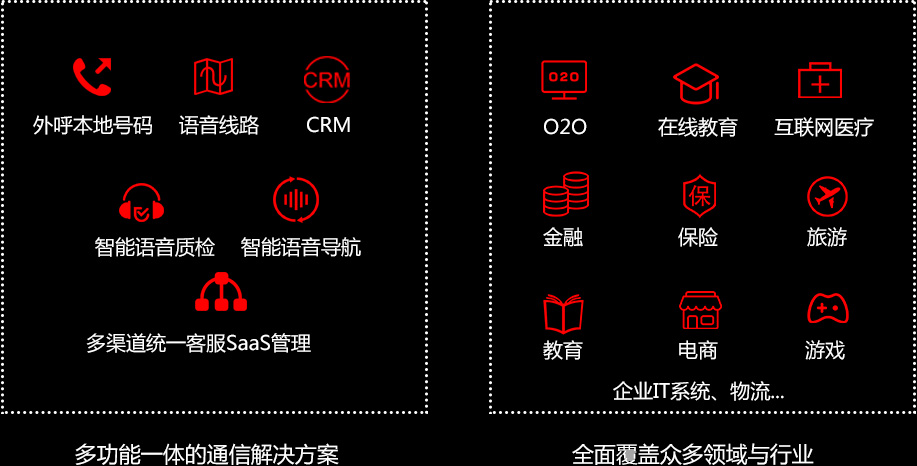 外呼本地号码 语音线路 CRM CRM
智能语音质检 智能语音导航
多渠道统一客服SaaS管理
多功能一体的通信解决方案
O2O O2O 在线教育 互联网医疗
保
金融 保险 旅游
教育 电商 游戏
企业IT系统、物流...
全面覆盖众多领域与行业